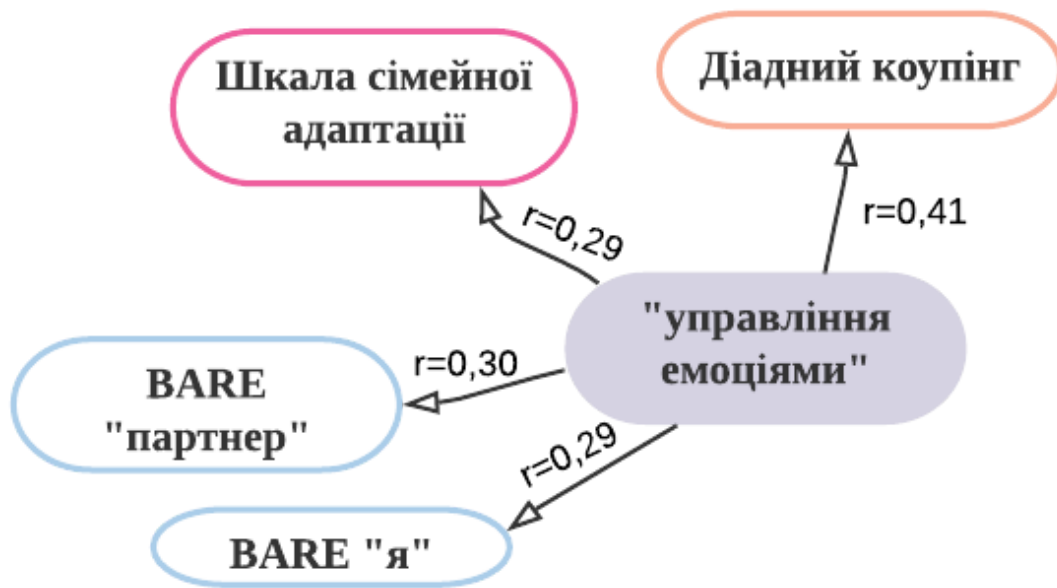 Шкала сімейної
адаптації
Діадний коупінг
r=0,29
r=0,41
"управління
емоціями"
r=0,30
BARE
"партнер"
r=0,29
BARE "я"